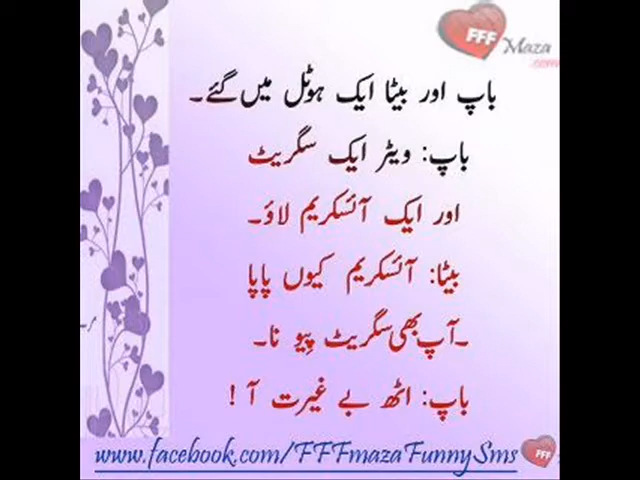 FFF
Maza
.com
باپ اور بیٹا ایک ہوٹل میں گئے۔
باپ: ویٹر ایک سگریٹ
اور ایک آئسکریم لاؤ۔
بیٹا: آئسکریم کیوں پاپا
۔آپ بھی سگریٹ پیو نا۔
باپ: اٹھ بے غیرت آ !
www.facebook.com/FFFmazaFunnySms
FFF